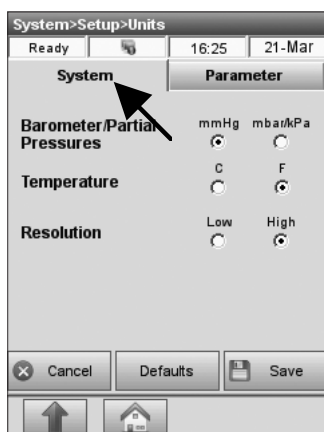 System>Setup>Units
Ready 16:25 21-Mar
System Parameter
mmHg mbar/kPa
Barometer/Partial
Pressures
C F
Temperature
Low High
Resolution
Cancel Defaults Save